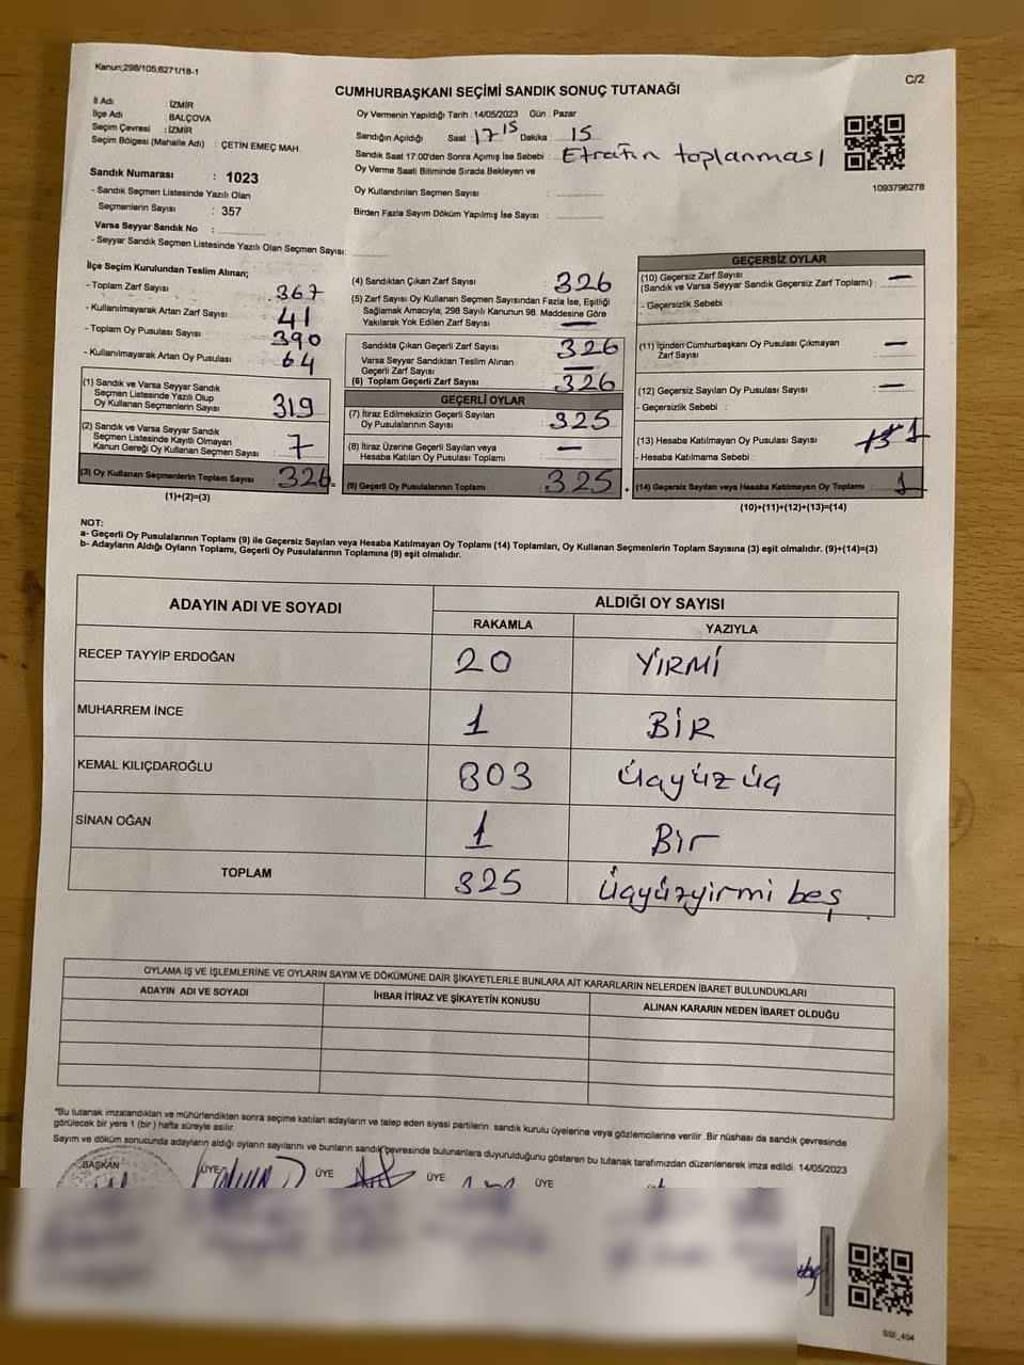 Kanun;298/105;6271/18-1
C/2
CUMHURBAŞKANI SEÇİMİ SANDIK SONUÇ TUTANAĞI
İl Adı : İZMİR
İlçe Adı : BALÇOVA
Seçim Çevresi : İZMİR
Seçim Bölgesi (Mahalle Adı) : ÇETİN EMEÇ MAH.
Sandık Numarası : 1023
- Sandık Seçmen Listesinde Yazılı Olan
Seçmenlerin Sayısı : 357
Varsa Seyyar Sandık No :
- Seyyar Sandık Seçmen Listesinde Yazılı Olan Seçmen Sayısı:
Oy Vermenin Yapıldığı Tarih : 14/05/2023 Gün : Pazar
Sandığın Açıldığı Saat : 17 15 Dakika 15
Sandık Saat 17:00'den Sonra Açmış İse Sebebi : Etrafın toplanması
Oy Verme Saati Bitiminde Sırada Bekleyen ve
Oy Kullandırılan Seçmen Sayısı :
Birden Fazla Sayım Döküm Yapılmış İse Sayısı :
1093796278
İlçe Seçim Kurulundan Teslim Alınan;
- Toplam Zarf Sayısı : 367
- Kullanılmayarak Artan Zarf Sayısı : 41
- Toplam Oy Pusulası Sayısı : 390
- Kullanılmayarak Artan Oy Pusulası : 64
(1) Sandık ve Varsa Seyyar Sandık
Seçmen Listesinde Yazılı Olup
Oy Kullanan Seçmenlerin Sayısı 319
(2) Sandık ve Varsa Seyyar Sandık
Seçmen Listesinde Kayıtlı Olmayan
Kanun Gereği Oy Kullanan Seçmen Sayısı : 7
(3) Oy Kullanan Seçmenlerin Toplam Sayısı 326
(1)+(2)=(3)
(4) Sandıktan Çıkan Zarf Sayısı : 326
(5) Zarf Sayısı Oy Kullanan Seçmen Sayısından Fazla İse, Eşitliği
Sağlamak Amacıyla, 298 Sayılı Kanunun 98. Maddesine Göre
Yakılarak Yok Edilen Zarf Sayısı : —
Sandıkta Çıkan Geçerli Zarf Sayısı : 326
Varsa Seyyar Sandıktan Teslim Alınan
Geçerli Zarf Sayısı : —
(6) Toplam Geçerli Zarf Sayısı : 326
GEÇERLİ OYLAR
(7) İtiraz Edilmeksizin Geçerli Sayılan
Oy Pusulalarının Sayısı : 325
(8) İtiraz Üzerine Geçerli Sayılan veya
Hesaba Katılan Oy Pusulası Toplamı : —
(9) Geçerli Oy Pusulalarının Toplamı 325
GEÇERSİZ OYLAR
(10) Geçersiz Zarf Sayısı
(Sandık ve Varsa Seyyar Sandık Geçersiz Zarf Toplamı) : —
- Geçersizlik Sebebi :
(11) İçinden Cumhurbaşkanı Oy Pusulası Çıkmayan
Zarf Sayısı : —
(12) Geçersiz Sayılan Oy Pusulası Sayısı : —
- Geçersizlik Sebebi :
(13) Hesaba Katılmayan Oy Pusulası Sayısı : 1
- Hesaba Katılmama Sebebi :
(14) Geçersiz Sayılan veya Hesaba Katılmayan Oy Toplamı : 1
(10)+(11)+(12)+(13)=(14)
NOT:
a- Geçerli Oy Pusulalarının Toplamı (9) ile Geçersiz Sayılan veya Hesaba Katılmayan Oy Toplamı (14) Toplamları, Oy Kullanan Seçmenlerin Toplam Sayısına (3) eşit olmalıdır. (9)+(14)=(3)
b- Adayların Aldığı Oyların Toplamı, Geçerli Oy Pusulalarının Toplamına (9) eşit olmalıdır.
ADAYIN ADI VE SOYADI ALDIĞI OY SAYISI
RAKAMLA YAZIYLA
RECEP TAYYİP ERDOĞAN 20 YİRMİ
MUHARREM İNCE 1 BİR
KEMAL KILIÇDAROĞLU 303 üçyüz üç
SİNAN OĞAN 1 Bir
TOPLAM 325 üçyüzyirmi beş
OYLAMA İŞ VE İŞLEMLERİNE VE OYLARIN SAYIM VE DÖKÜMÜNE DAİR ŞİKAYETLERLE BUNLARA AİT KARARLARIN NELERDEN İBARET BULUNDUKLARI
ADAYIN ADI VE SOYADI İHBAR İTİRAZ VE ŞİKAYETİN KONUSU ALINAN KARARIN NEDEN İBARET OLDUĞU
*Bu tutanak imzalandıktan ve mühürlendikten sonra seçime katılan adayların ve talep eden siyasi partilerin sandık kurulu üyelerine veya gözlemcilerine verilir. Bir nüshası da sandık çevresinde
görülecek bir yere 1 (bir) hafta süreyle asılır.
Sayım ve döküm sonucunda adayların aldığı oyların sayılarını ve bunların sandık çevresinde bulunanlara duyurulduğunu gösteren bu tutanak tarafımızdan düzenlenerek imza edildi. 14/05/2023
BAŞKAN ÜYE ÜYE ÜYE ÜYE